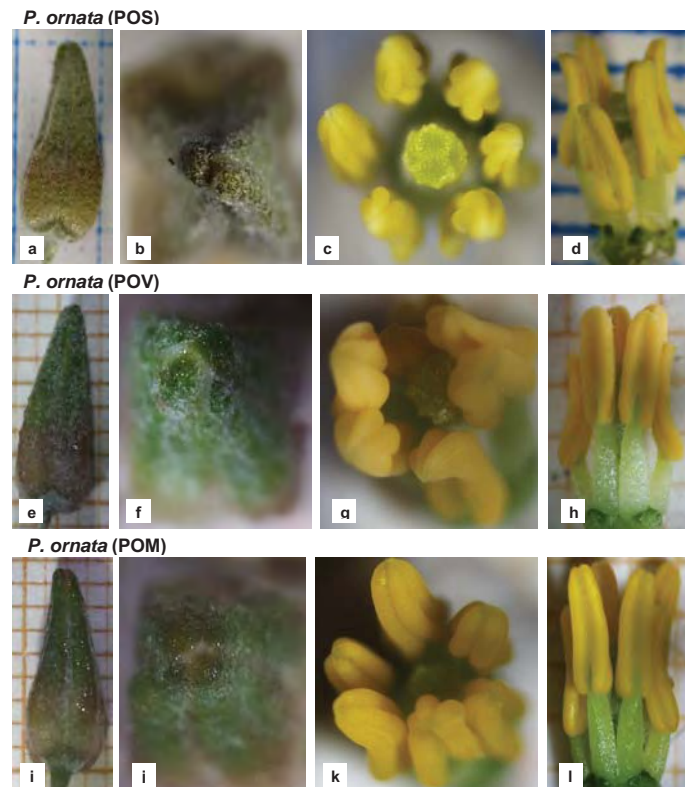 P. ornata (POS)
a b c d
P. ornata (POV)
e f g h
P. ornata (POM)
i j k l